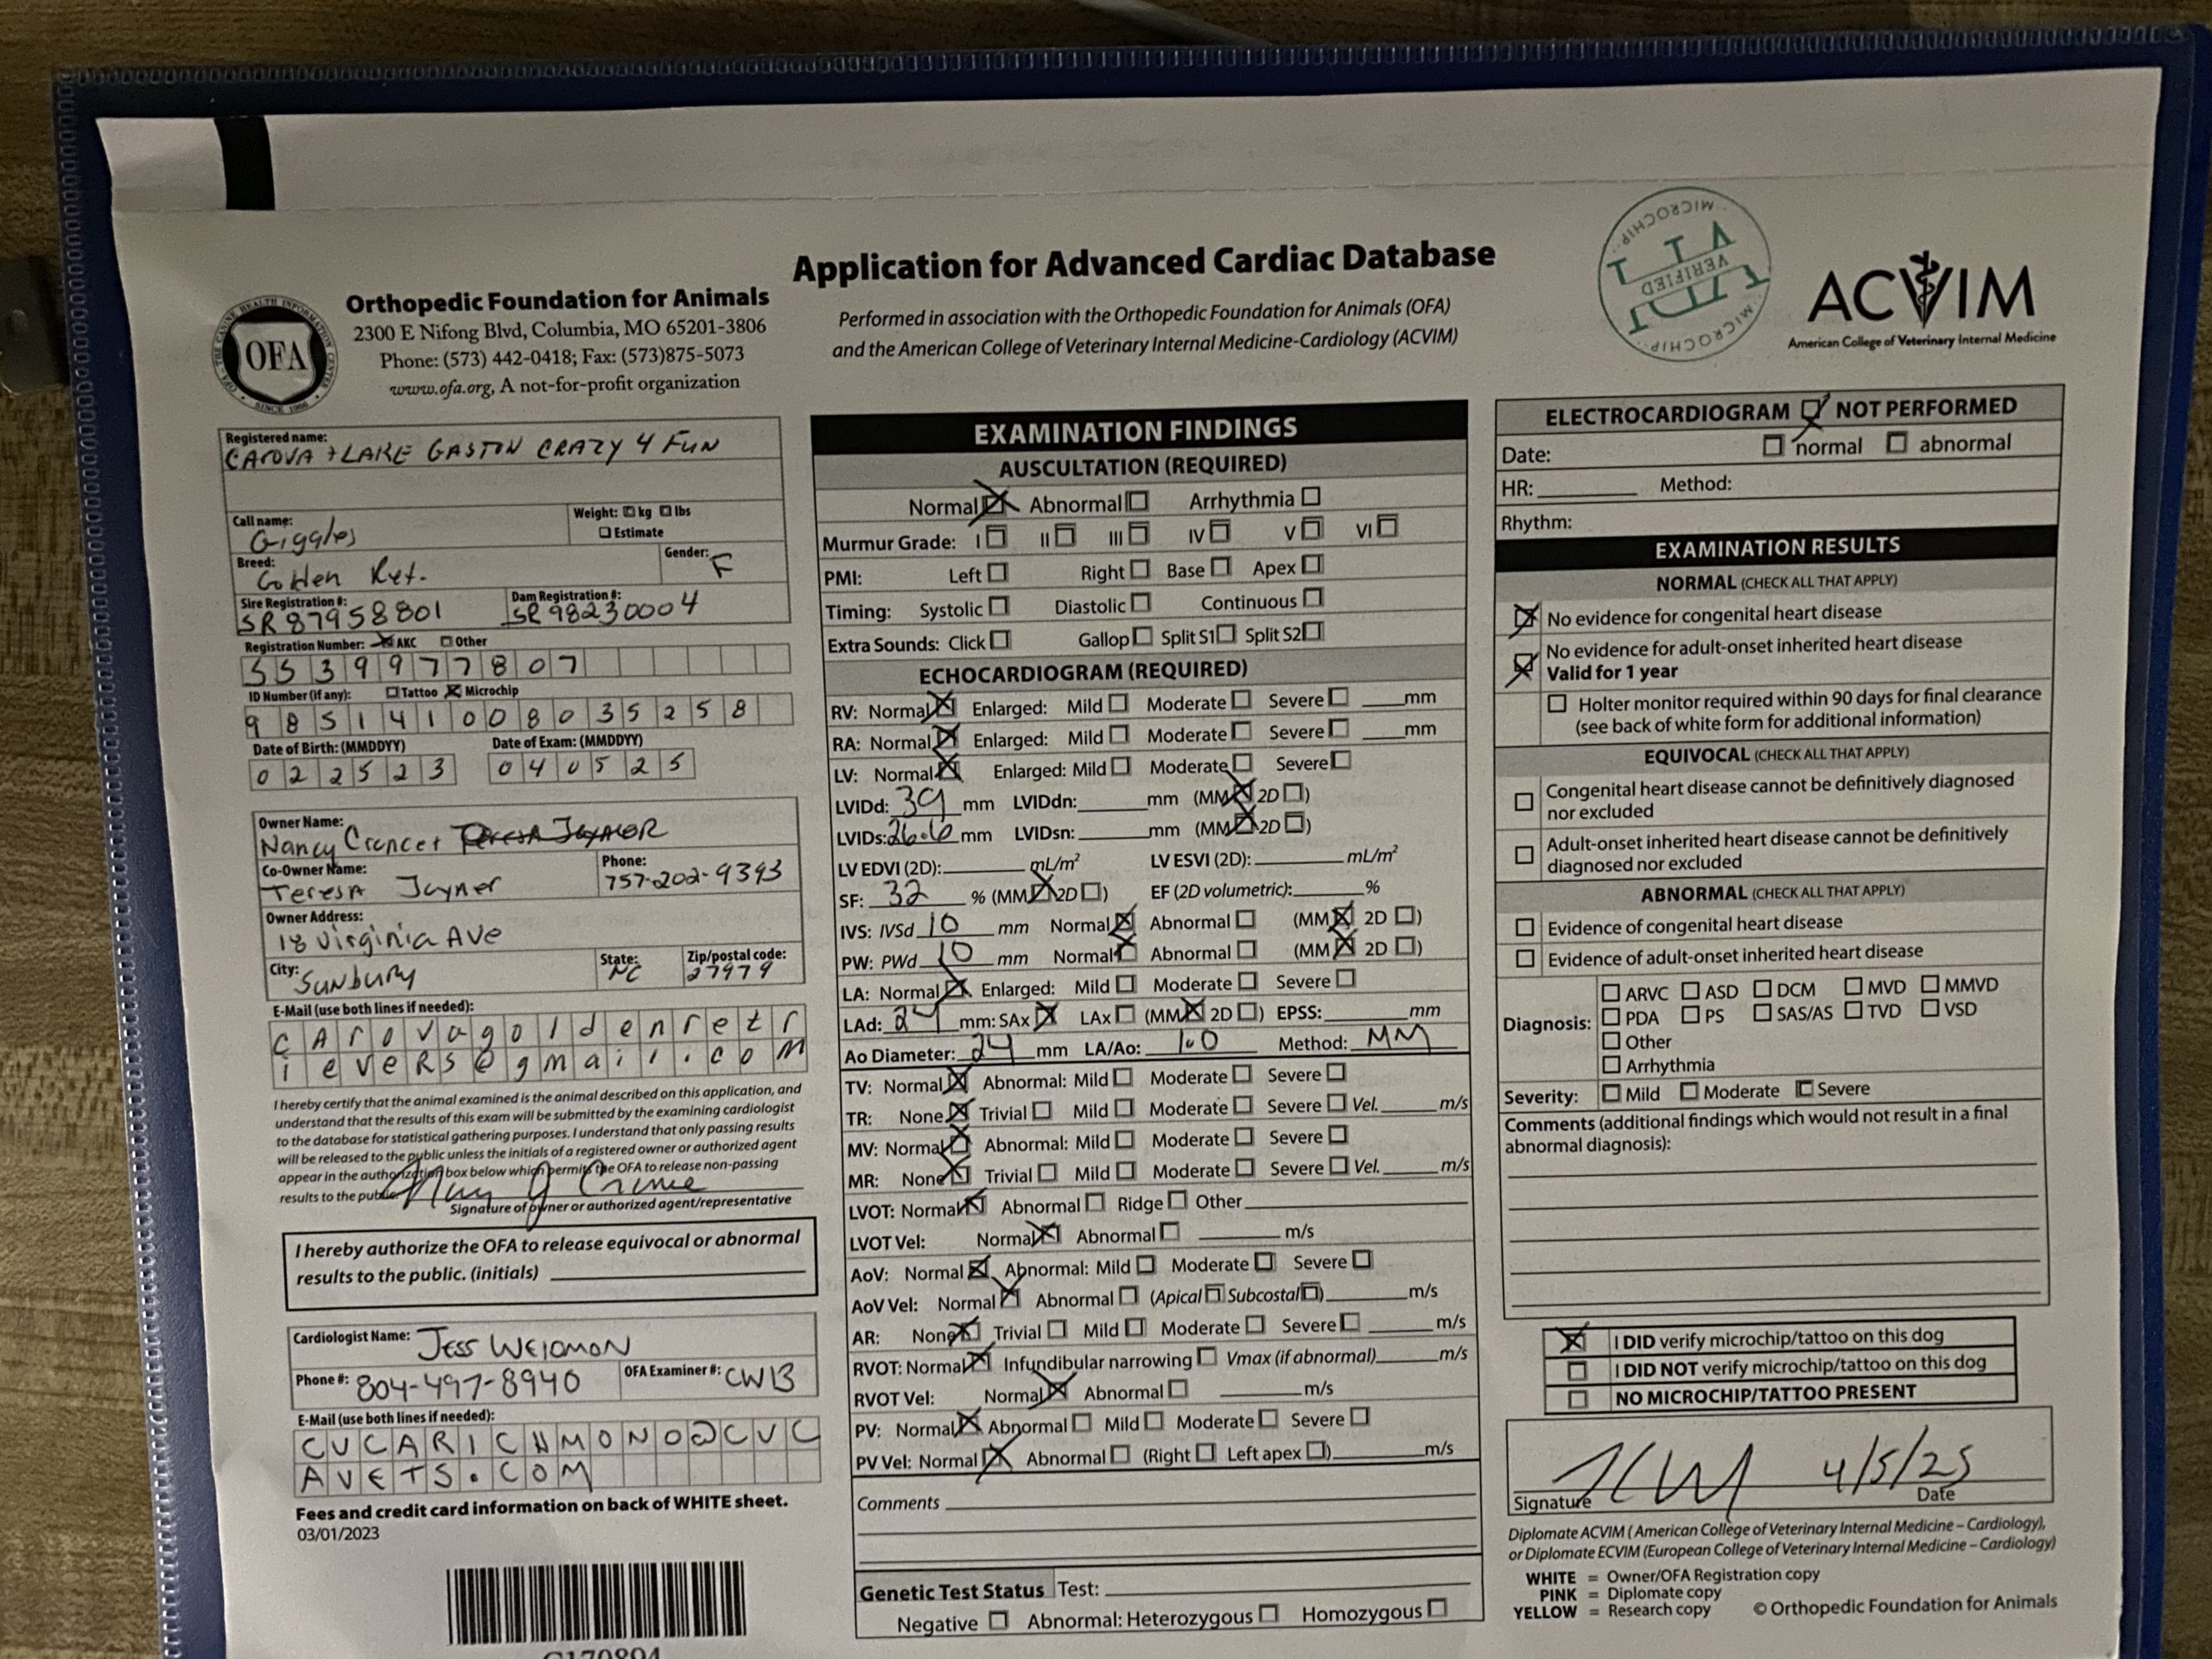 Application for Advanced Cardiac Database
Performed in association with the Orthopedic Foundation for Animals (OFA)
and the American College of Veterinary Internal Medicine-Cardiology (ACVIM)
MICROCHIP
VERIFIED
MICROCHIP
ACVIM
American College of Veterinary Internal Medicine
OFA
Orthopedic Foundation for Animals
2300 E Nifong Blvd, Columbia, MO 65201-3806
Phone: (573) 442-0418; Fax: (573)875-5073
www.ofa.org, A not-for-profit organization
Registered name:
CAROVA + LAKE GASTON CRAZY 4 FUN
Call name: Giggles
Weight: kg lbs
Estimate
Breed: Golden Ret.
Gender: F
Sire Registration #: SR87958801
Dam Registration #: SR98230004
Registration Number: AKC Other
SS39977807
ID Number (if any): Tattoo Microchip
985141008035258
Date of Birth: (MMDDYY) 022523
Date of Exam: (MMDDYY) 040525
Owner Name:
Nancy
Co-Owner Name: Teresa Joyner
Phone: 757-202-9393
Owner Address:
18 Virginia Ave
City: Sunbury
State: NC
Zip/postal code: 27979
E-Mail (use both lines if needed):
cArovagoldenretr
ieveRs@gmail.coM
I hereby certify that the animal examined is the animal described on this application, and
understand that the results of this exam will be submitted by the examining cardiologist
to the database for statistical gathering purposes. I understand that only passing results
will be released to the public unless the initials of a registered owner or authorized agent
appear in the authorization box below which permits the OFA to release non-passing
results to the public.
Signature of owner or authorized agent/representative
I hereby authorize the OFA to release equivocal or abnormal
results to the public. (initials)
Cardiologist Name: JESS WEIDMAN
Phone #: 804-497-8940
OFA Examiner #: CW13
E-Mail (use both lines if needed):
CVCARICHMOND@CVC
AVETS.COM
Fees and credit card information on back of WHITE sheet.
03/01/2023
EXAMINATION FINDINGS
AUSCULTATION (REQUIRED)
Normal Abnormal Arrhythmia
Murmur Grade: I II III IV V VI
PMI: Left Right Base Apex
Timing: Systolic Diastolic Continuous
Extra Sounds: Click Gallop Split S1 Split S2
ECHOCARDIOGRAM (REQUIRED)
RV: Normal Enlarged: Mild Moderate Severe mm
RA: Normal Enlarged: Mild Moderate Severe mm
LV: Normal Enlarged: Mild Moderate Severe
LVIDd: 39 mm LVIDdn: mm (MM 2D )
LVIDs: 26.6 mm LVIDsn: mm (MM 2D )
LV EDVI (2D): mL/m² LV ESVI (2D): mL/m²
SF: 32 % (MM 2D ) EF (2D volumetric): %
IVS: IVSd 10 mm Normal Abnormal (MM 2D )
PW: PWd 10 mm Normal Abnormal (MM 2D )
LA: Normal Enlarged: Mild Moderate Severe
LAd: 24 mm: SAx LAx (MM 2D ) EPSS: mm
Ao Diameter: 24 mm LA/Ao: 1.0 Method: MM
TV: Normal Abnormal: Mild Moderate Severe
TR: None Trivial Mild Moderate Severe Vel. m/s
MV: Normal Abnormal: Mild Moderate Severe
MR: None Trivial Mild Moderate Severe Vel. m/s
LVOT: Normal Abnormal Ridge Other
LVOT Vel: Normal Abnormal m/s
AoV: Normal Abnormal: Mild Moderate Severe
AoV Vel: Normal Abnormal (Apical Subcostal ) m/s
AR: None Trivial Mild Moderate Severe m/s
RVOT: Normal Infundibular narrowing Vmax (if abnormal) m/s
RVOT Vel: Normal Abnormal m/s
PV: Normal Abnormal Mild Moderate Severe
PV Vel: Normal Abnormal (Right Left apex ) m/s
Comments
Genetic Test Status Test:
Negative Abnormal: Heterozygous Homozygous
ELECTROCARDIOGRAM NOT PERFORMED
Date: normal abnormal
HR: Method:
Rhythm:
EXAMINATION RESULTS
NORMAL (CHECK ALL THAT APPLY)
No evidence for congenital heart disease
No evidence for adult-onset inherited heart disease
Valid for 1 year
Holter monitor required within 90 days for final clearance
(see back of white form for additional information)
EQUIVOCAL (CHECK ALL THAT APPLY)
Congenital heart disease cannot be definitively diagnosed
nor excluded
Adult-onset inherited heart disease cannot be definitively
diagnosed nor excluded
ABNORMAL (CHECK ALL THAT APPLY)
Evidence of congenital heart disease
Evidence of adult-onset inherited heart disease
Diagnosis:
ARVC ASD DCM MVD MMVD
PDA PS SAS/AS TVD VSD
Other
Arrhythmia
Severity: Mild Moderate Severe
Comments (additional findings which would not result in a final
abnormal diagnosis):
I DID verify microchip/tattoo on this dog
I DID NOT verify microchip/tattoo on this dog
NO MICROCHIP/TATTOO PRESENT
4/5/25
Signature Date
Diplomate ACVIM (American College of Veterinary Internal Medicine – Cardiology),
or Diplomate ECVIM (European College of Veterinary Internal Medicine – Cardiology)
WHITE = Owner/OFA Registration copy
PINK = Diplomate copy
YELLOW = Research copy
© Orthopedic Foundation for Animals